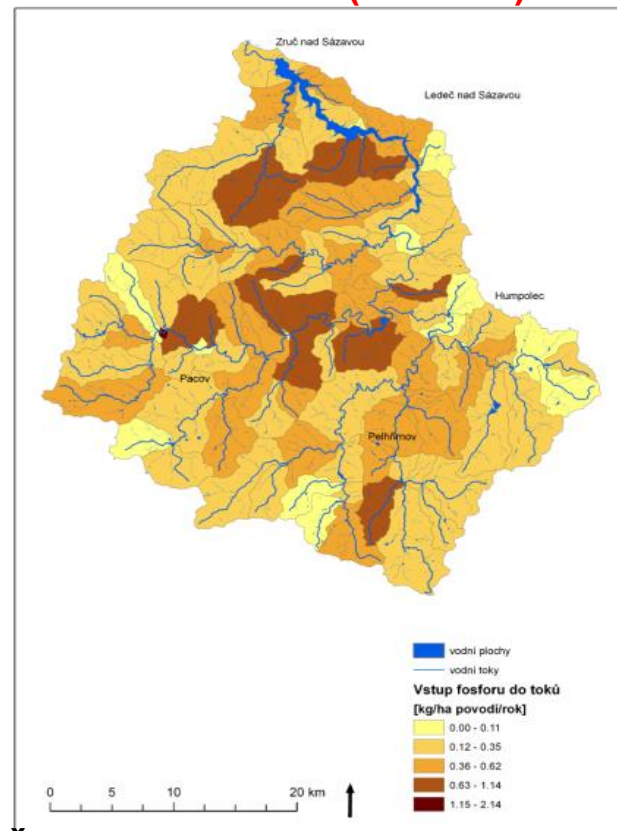 Zruč nad Sázavou
Ledeč nad Sázavou
Humpolec
Pacov
Pelhřimov
vodní plochy
vodní toky
Vstup fosforu do toků
[kg/ha povodí/rok]
0.00 - 0.11
0.12 - 0.35
0.36 - 0.62
0.63 - 1.14
1.15 - 2.14
0 5 10 20 km